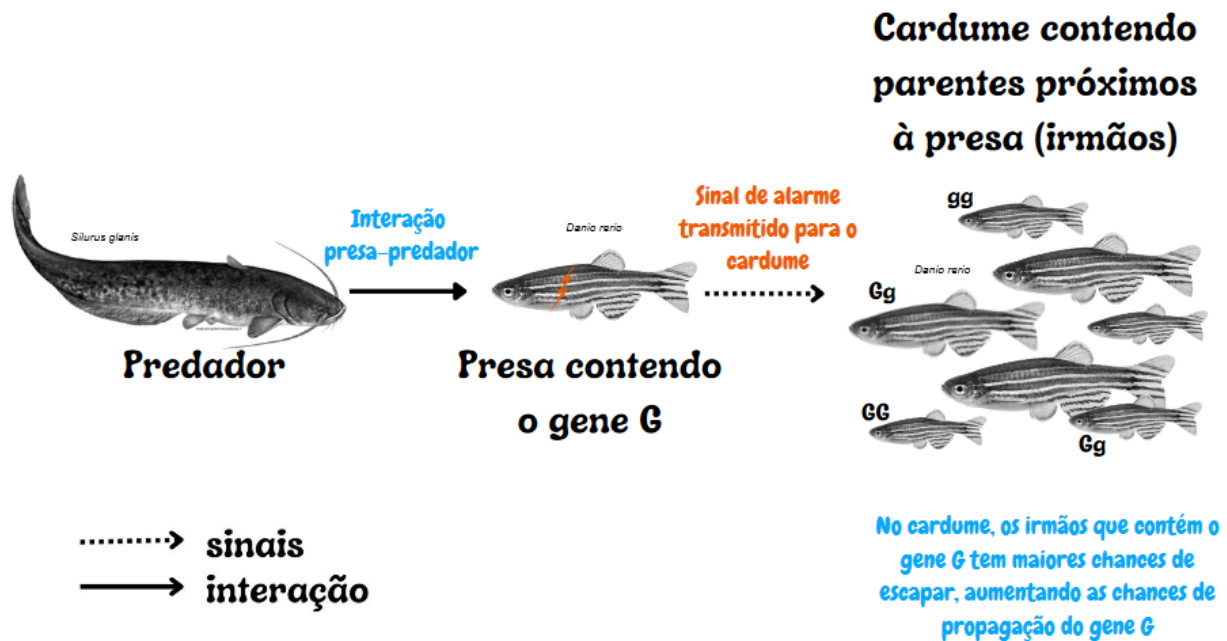 Cardume contendo
parentes próximos
à presa (irmãos)
Silurus glanis
Interação
presa-predador
Danio rerio
Sinal de alarme
transmitido para o
cardume
gg
Danio rerio
Gg
GG
Gg
Predador
Presa contendo
o gene G
sinais
interação
No cardume, os irmãos que contém o
gene G tem maiores chances de
escapar, aumentando as chances de
propagação do gene G